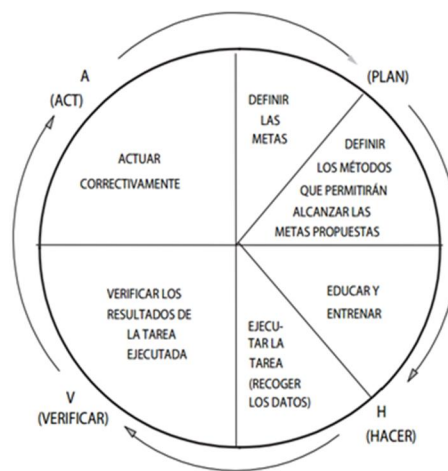 A
(ACT)
(PLAN)
DEFINIR
LAS
METAS
DEFINIR
LOS MÉTODOS
QUE PERMITIRÁN
ALCANZAR LAS
METAS PROPUESTAS
ACTUAR
CORRECTIVAMENTE
VERIFICAR LOS
RESULTADOS DE
LA TAREA
EJECUTADA
EJECU-
TAR LA
TAREA
(RECOGER
LOS DATOS)
EDUCAR Y
ENTRENAR
V
(VERIFICAR)
H
(HACER)